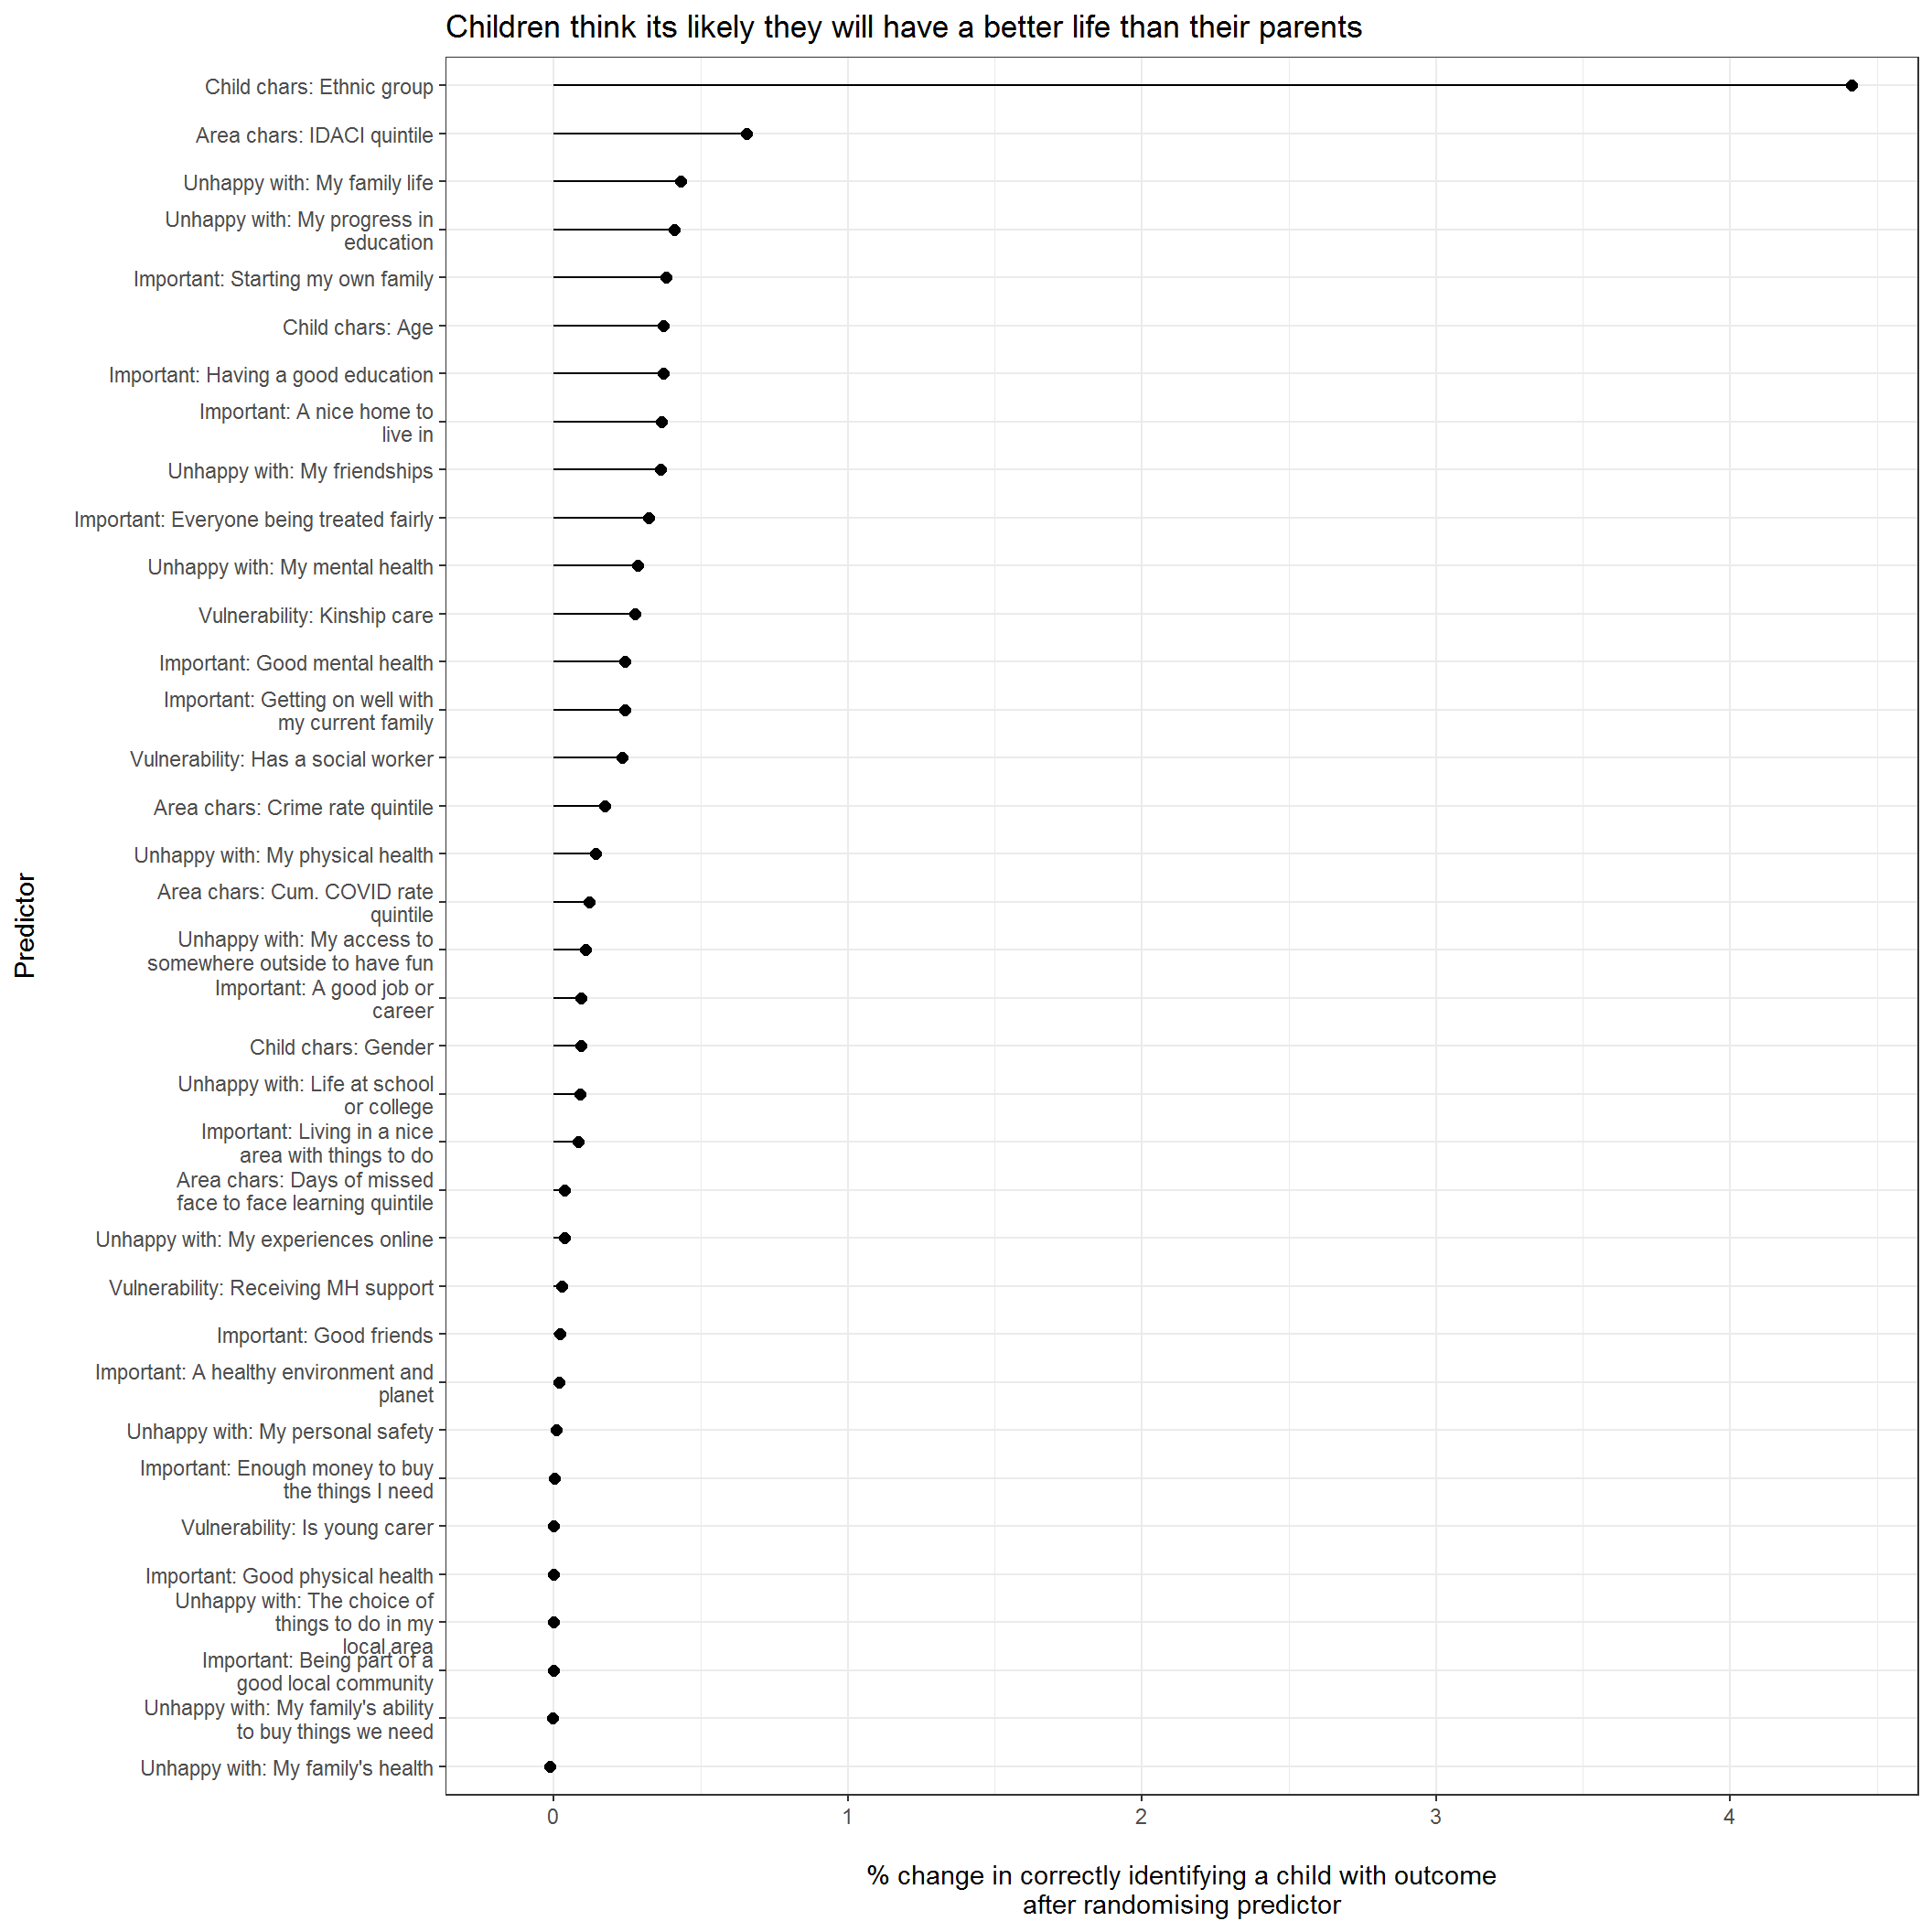 Children think its likely they will have a better life than their parents
Child chars: Ethnic group
Area chars: IDACI quintile
Unhappy with: My family life
Unhappy with: My progress in
education
Important: Starting my own family
Child chars: Age
Important: Having a good education
Important: A nice home to
live in
Unhappy with: My friendships
Important: Everyone being treated fairly
Unhappy with: My mental health
Vulnerability: Kinship care
Important: Good mental health
Important: Getting on well with
my current family
Vulnerability: Has a social worker
Area chars: Crime rate quintile
Unhappy with: My physical health
Area chars: Cum. COVID rate
quintile
Unhappy with: My access to
somewhere outside to have fun
Important: A good job or
career
Child chars: Gender
Unhappy with: Life at school
or college
Important: Living in a nice
area with things to do
Area chars: Days of missed
face to face learning quintile
Unhappy with: My experiences online
Vulnerability: Receiving MH support
Important: Good friends
Important: A healthy environment and
planet
Unhappy with: My personal safety
Important: Enough money to buy
the things I need
Vulnerability: Is young carer
Important: Good physical health
Unhappy with: The choice of
things to do in my
local area
Important: Being part of a
good local community
Unhappy with: My family's ability
to buy things we need
Unhappy with: My family's health
Predictor
0 1 2 3 4
% change in correctly identifying a child with outcome
after randomising predictor